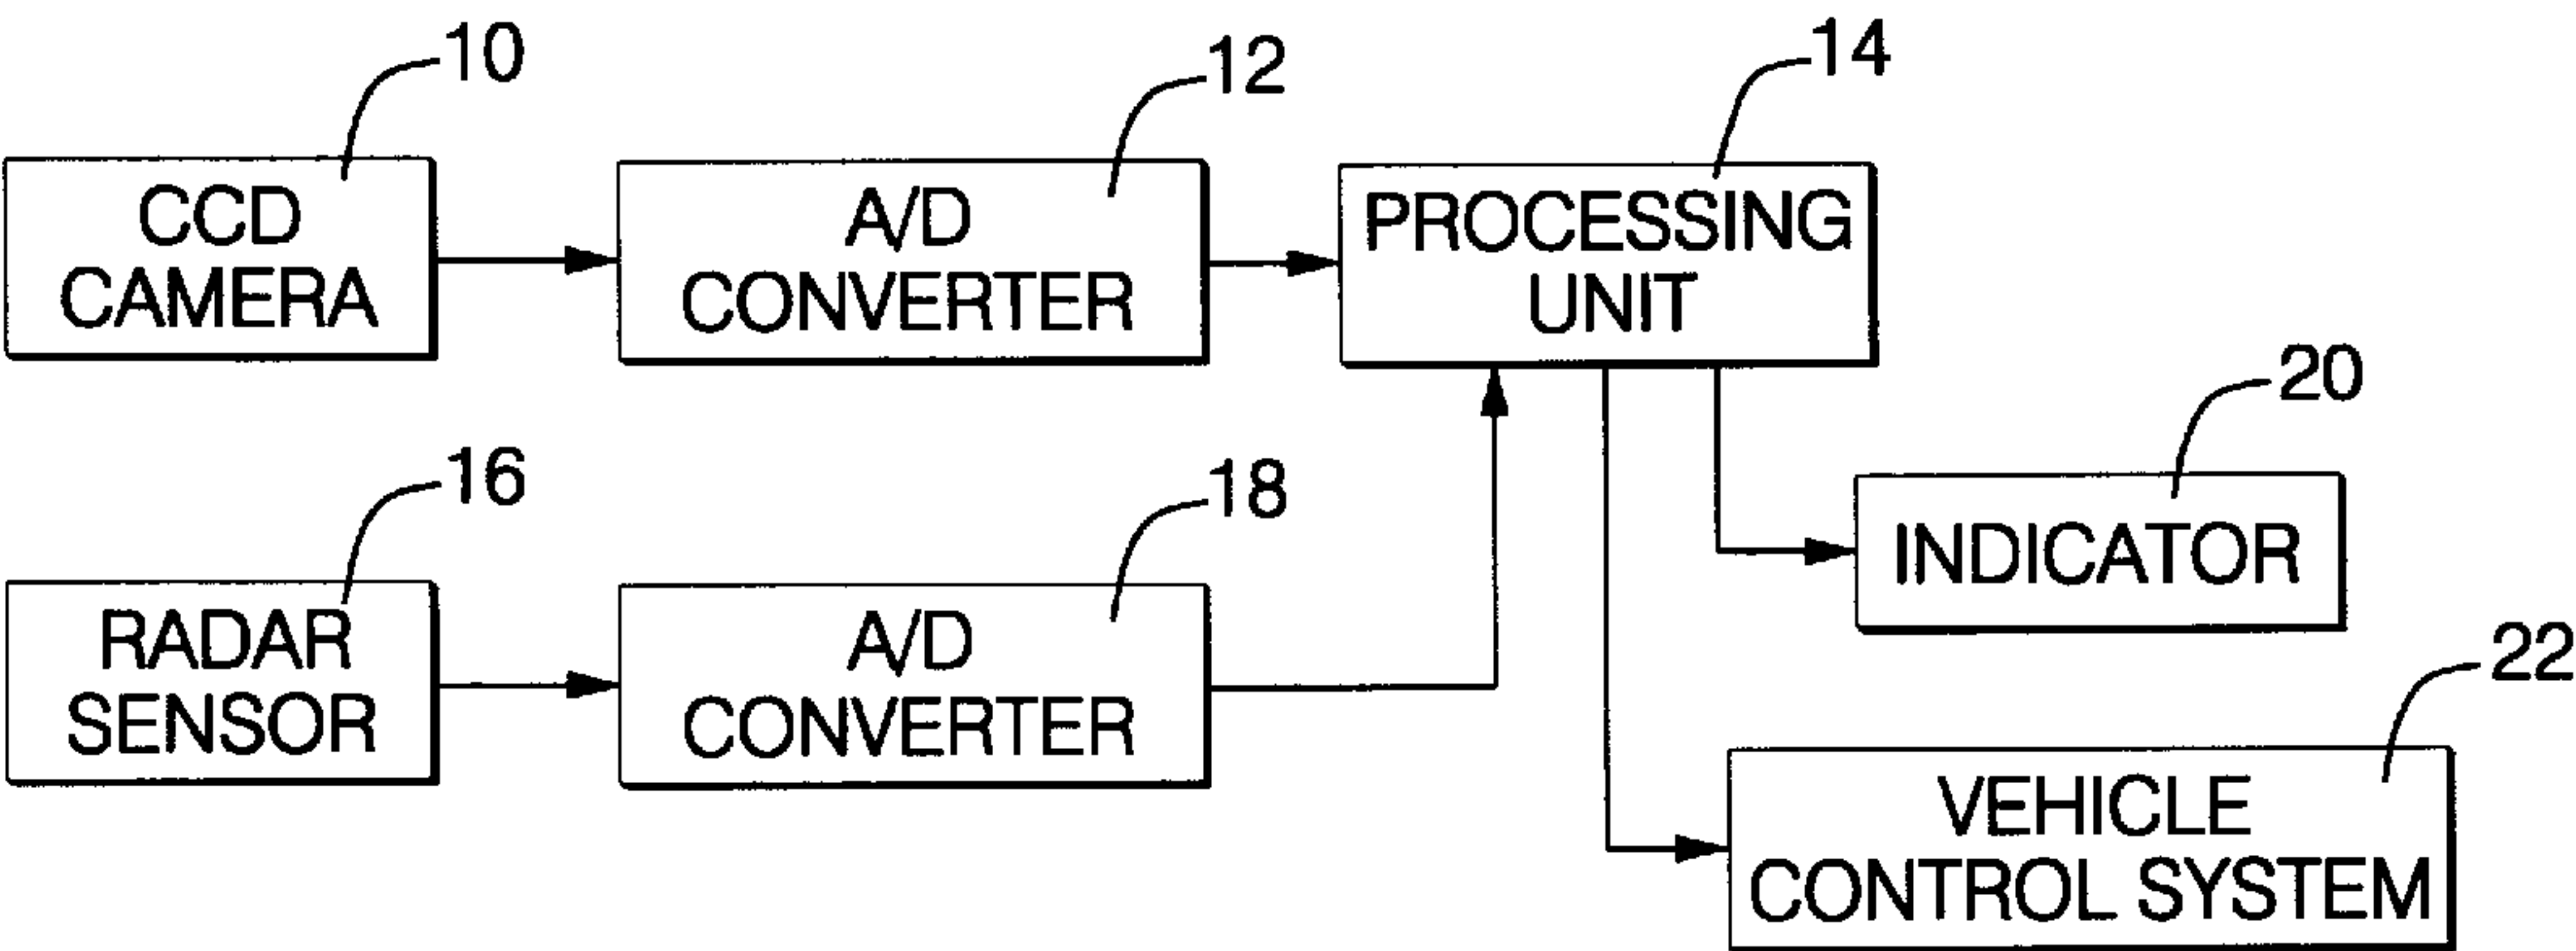 10
12
14
CCD
CAMERA
A/D
CONVERTER
PROCESSING
UNIT
16
18
20
RADAR
SENSOR
A/D
CONVERTER
INDICATOR
22
VEHICLE
CONTROL SYSTEM